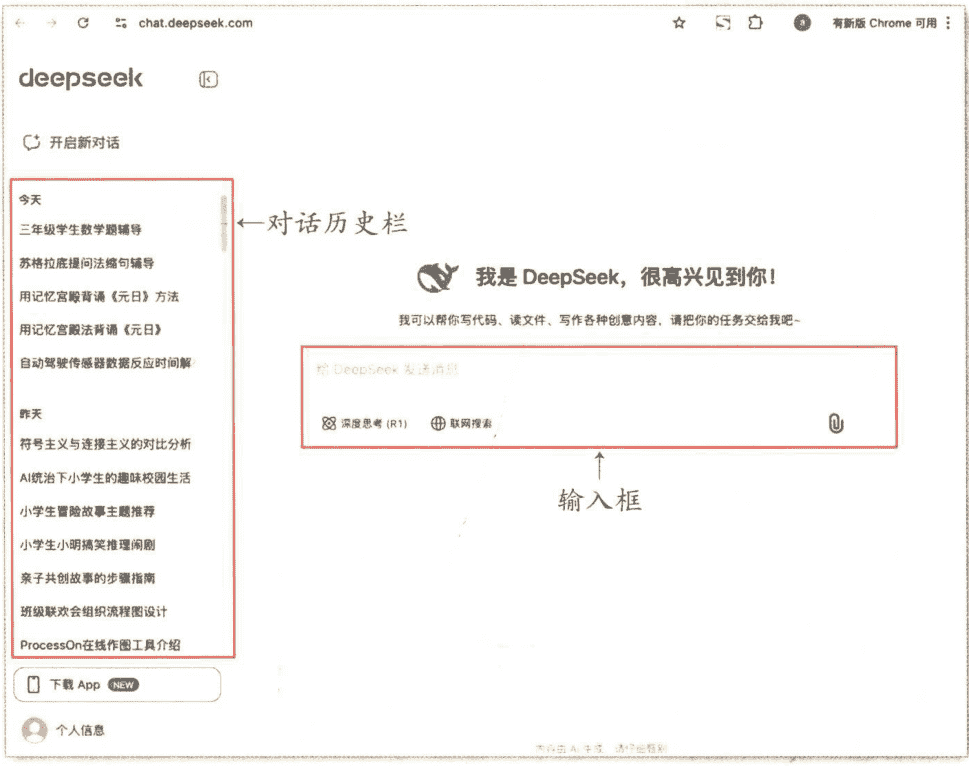 chat.deepseek.com
有新版 Chrome 可用
deepseek
开启新对话
今天
三年级学生数学题辅导
苏格拉底提问法缩句辅导
用记忆宫殿背诵《元日》方法
用记忆宫殿法背诵《元日》
自动驾驶传感器数据反应时间解
昨天
符号主义与连接主义的对比分析
AI统治下小学生的趣味校园生活
小学生冒险故事主题推荐
小学生小明搞笑推理闹剧
亲子共创故事的步骤指南
班级联欢会组织流程图设计
ProcessOn在线作图工具介绍
下载 App NEW
个人信息
←对话历史栏
我是 DeepSeek，很高兴见到你！
我可以帮你写代码、读文件、写作各种创意内容，请把你的任务交给我吧~
给 DeepSeek 发送消息
深度思考 (R1) 联网搜索
输入框
内容由 AI 生成，请仔细甄别